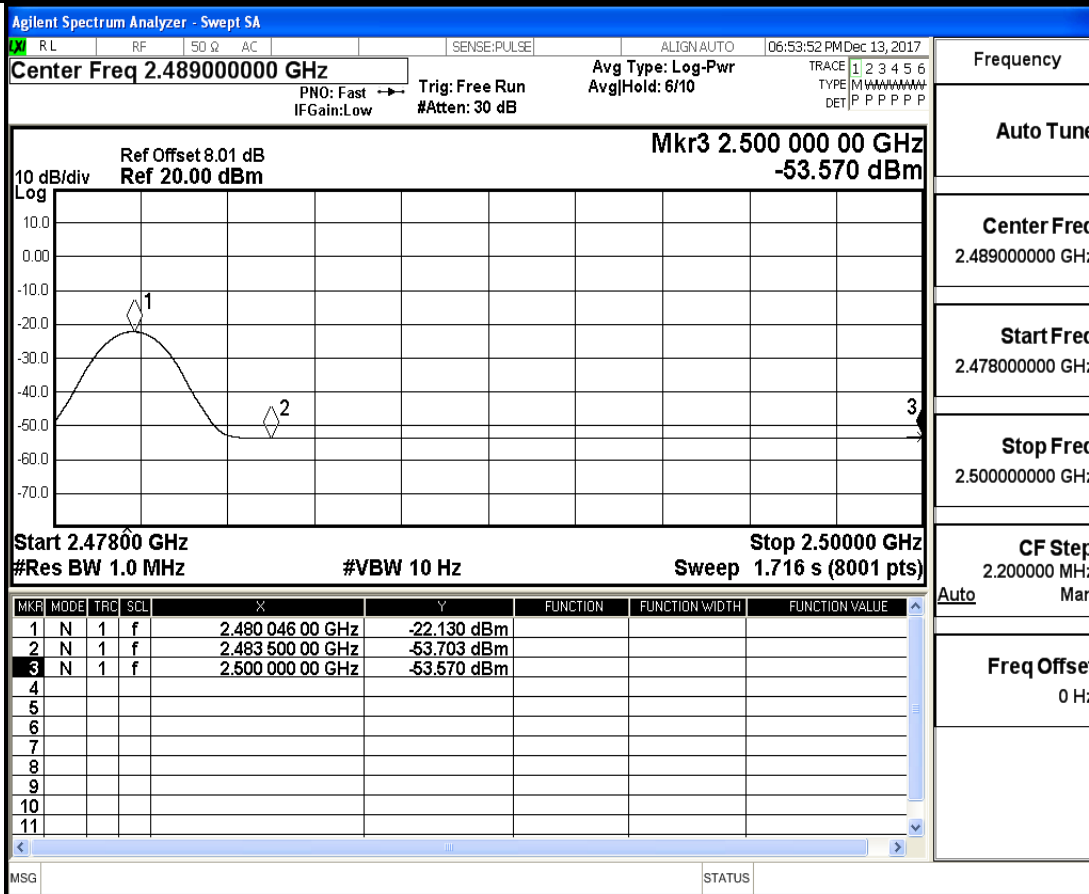 Agilent Spectrum Analyzer - Swept SA
LXI RL RF 50 Ω AC SENSE:PULSE ALIGN AUTO 06:53:52 PM Dec 13, 2017
Center Freq 2.489000000 GHz
PNO: Fast
IFGain:Low
Trig: Free Run
#Atten: 30 dB
Avg Type: Log-Pwr
Avg|Hold: 6/10
TRACE 1 2 3 4 5 6
TYPE M
DET P P P P P P
Mkr3 2.500 000 00 GHz
-53.570 dBm
Ref Offset 8.01 dB
10 dB/div Ref 20.00 dBm
Log
10.0
0.00
-10.0
-20.0
-30.0
-40.0
-50.0
-60.0
-70.0
1
2
3
Start 2.47800 GHz Stop 2.50000 GHz
#Res BW 1.0 MHz #VBW 10 Hz Sweep 1.716 s (8001 pts)
MKR MODE TRC SCL X Y FUNCTION FUNCTION WIDTH FUNCTION VALUE
1 N 1 f 2.480 046 00 GHz -22.130 dBm
2 N 1 f 2.483 500 00 GHz -53.703 dBm
3 N 1 f 2.500 000 00 GHz -53.570 dBm
4
5
6
7
8
9
10
11
MSG STATUS
Frequency
Auto Tune
Center Freq
2.489000000 GHz
Start Freq
2.478000000 GHz
Stop Freq
2.500000000 GHz
CF Step
2.200000 MHz
Auto Man
Freq Offset
0 Hz